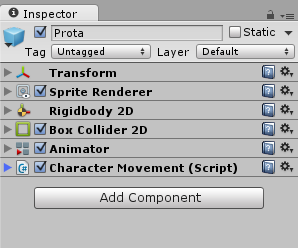 Inspector
Prota
Static
Tag Untagged Layer Default
Transform
Sprite Renderer
Rigidbody 2D
Box Collider 2D
Animator
Character Movement (Script)
Add Component